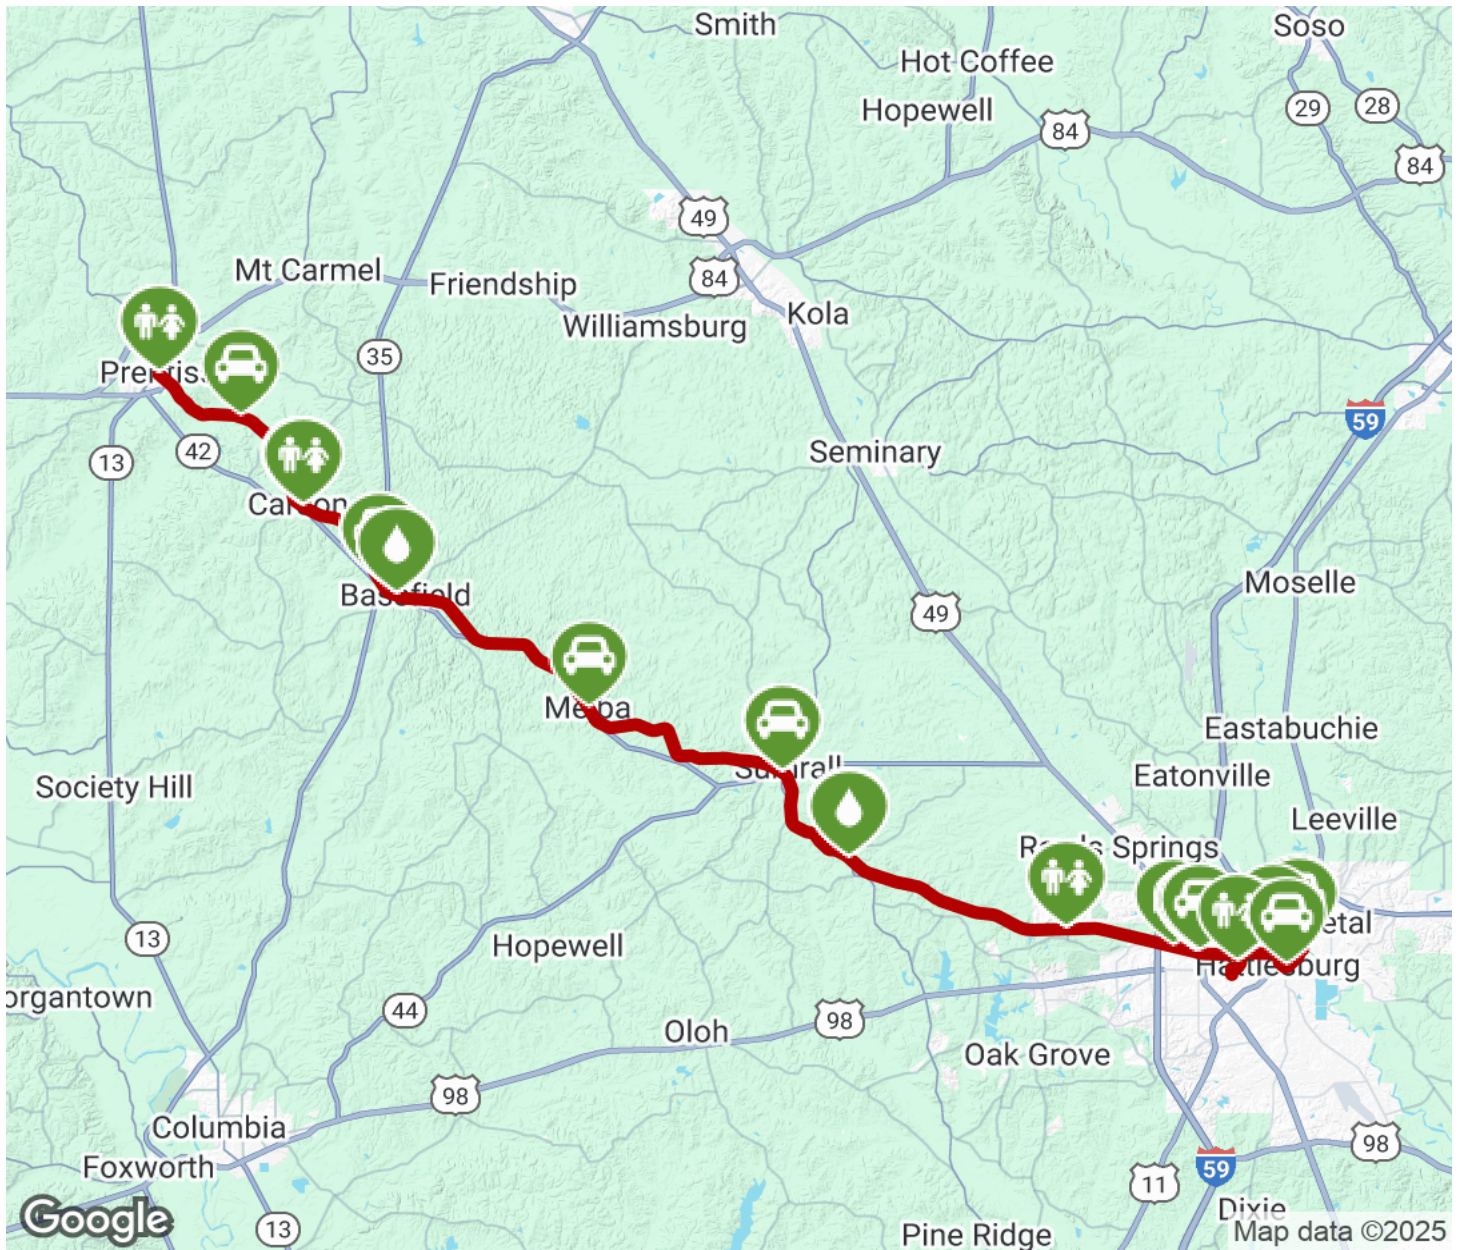 Smith
Soso
Hot Coffee
Hopewell
29
28
84
84
49
Mt Carmel
Friendship
84
Kola
Williamsburg
35
59
13
42
Seminary
Moselle
49
Eastabuchie
Eatonville
Society Hill
Leeville
Springs
13
Hopewell
etal
organtown
44
98
Oloh
Oak Grove
98
Columbia
98
Foxworth
59
11
Dixie
Google
13
Pine Ridge
Map data ©2025